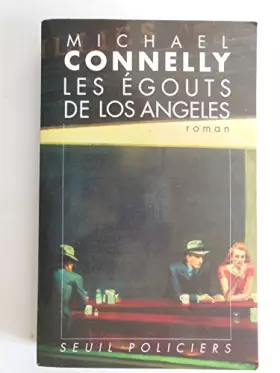 MICHAEL
CONNELLY
LES ÉGOUTS
DE LOS ANGELES
roman
SEUIL POLICIERS